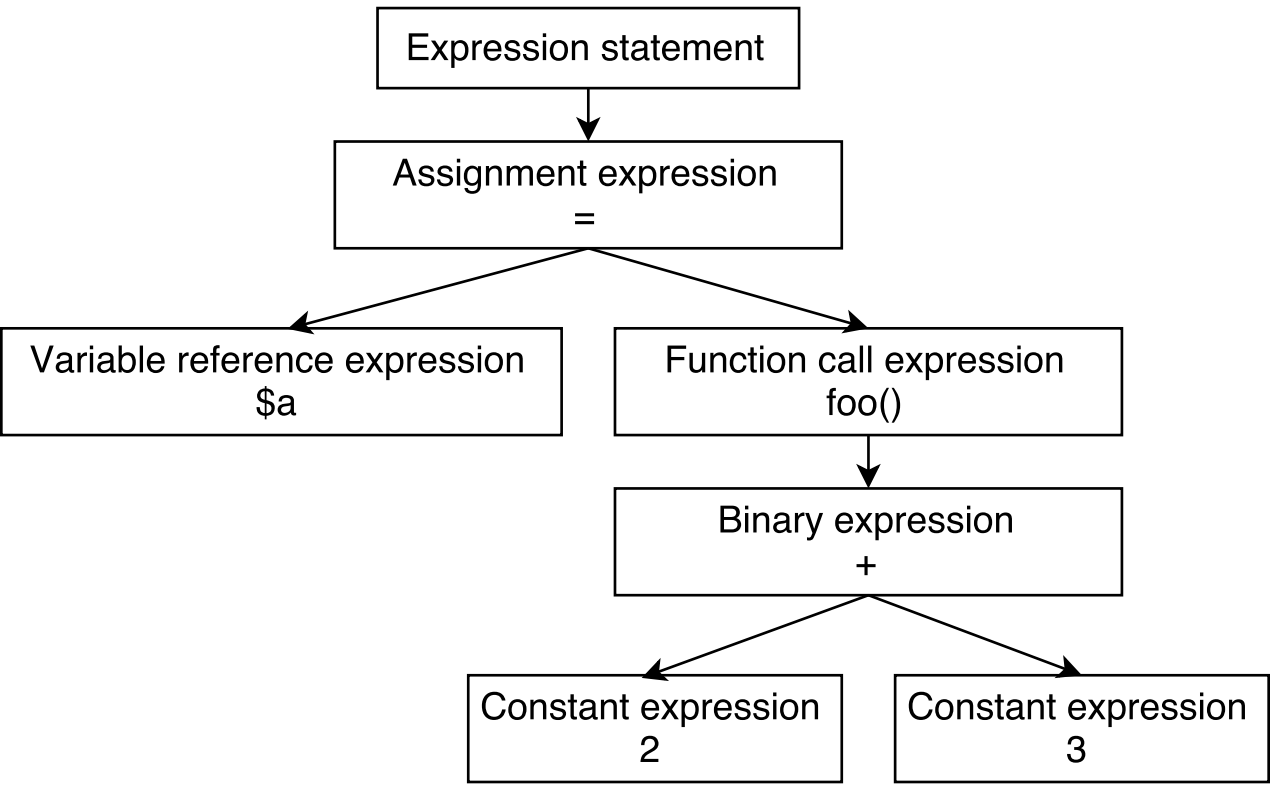 Expression statement
Assignment expression
=
Variable reference expression
$a
Function call expression
foo()
Binary expression
+
Constant expression
2
Constant expression
3